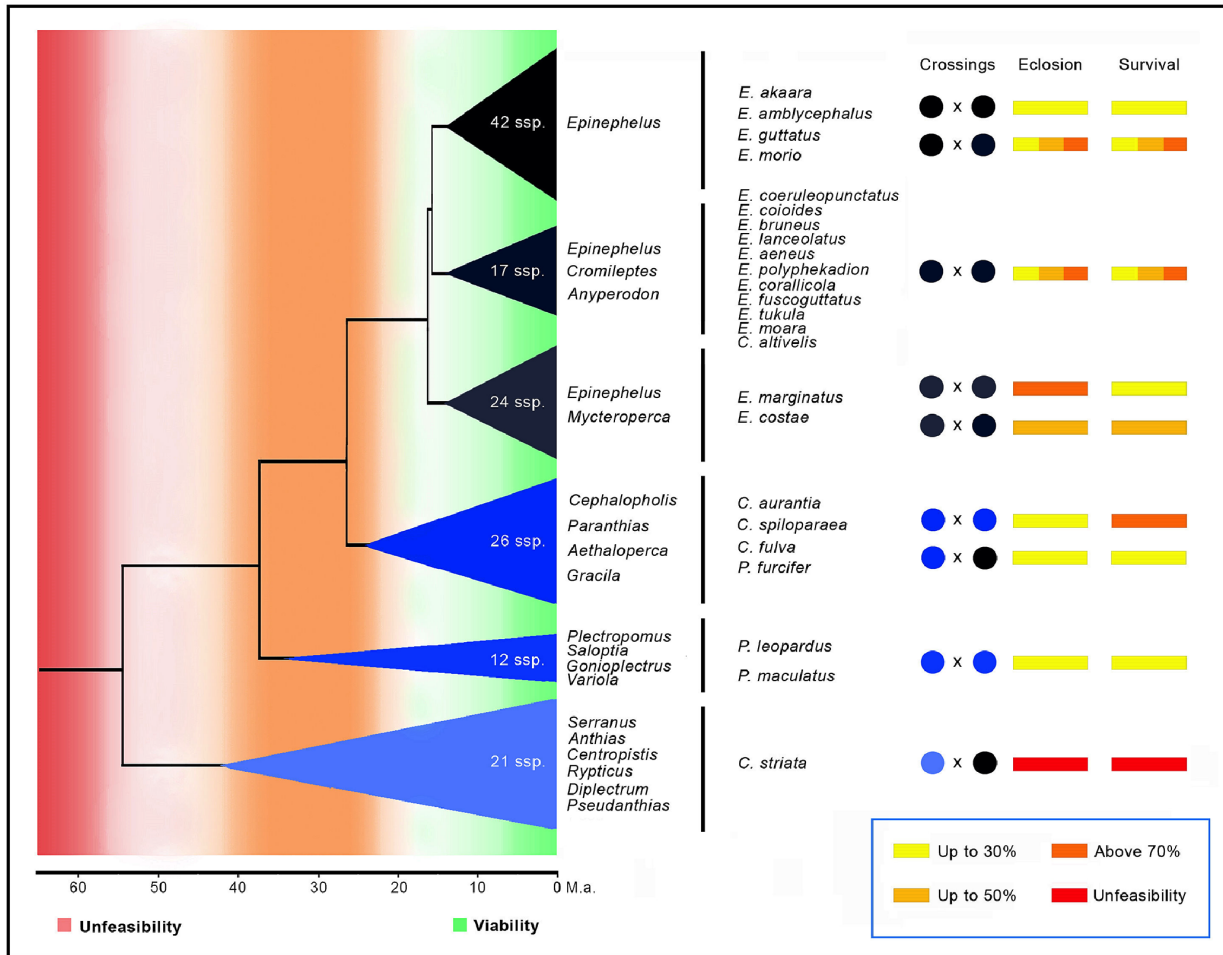 Crossings Eclosion Survival
42 ssp.
Epinephelus
E. akaara
E. amblycephalus
E. guttatus
E. morio
x
x
17 ssp.
Epinephelus
Cromileptes
Anyperodon
E. coeruleopunctatus
E. coioides
E. bruneus
E. lanceolatus
E. aeneus
E. polyphekadion
E. corallicola
E. fuscoguttatus
E. tukula
E. moara
C. altivelis
x
24 ssp.
Epinephelus
Mycteroperca
E. marginatus
E. costae
x
x
26 ssp.
Cephalopholis
Paranthias
Aethaloperca
Gracila
C. aurantia
C. spiloparaea
C. fulva
P. furcifer
x
x
12 ssp.
Plectropomus
Saloptia
Gonioplectrus
Variola
P. leopardus
P. maculatus
x
21 ssp.
Serranus
Anthias
Centropistis
Rypticus
Diplectrum
Pseudanthias
C. striata
x
60 50 40 30 20 10 0 M.a.
Unfeasibility
Viability
Up to 30%
Above 70%
Up to 50%
Unfeasibility